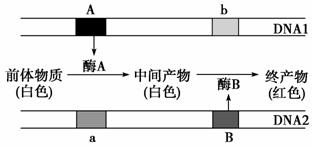 A b
DNA1
酶A 酶B
前体物质 中间产物 终产物
(白色) (白色) (红色)
DNA2
a B